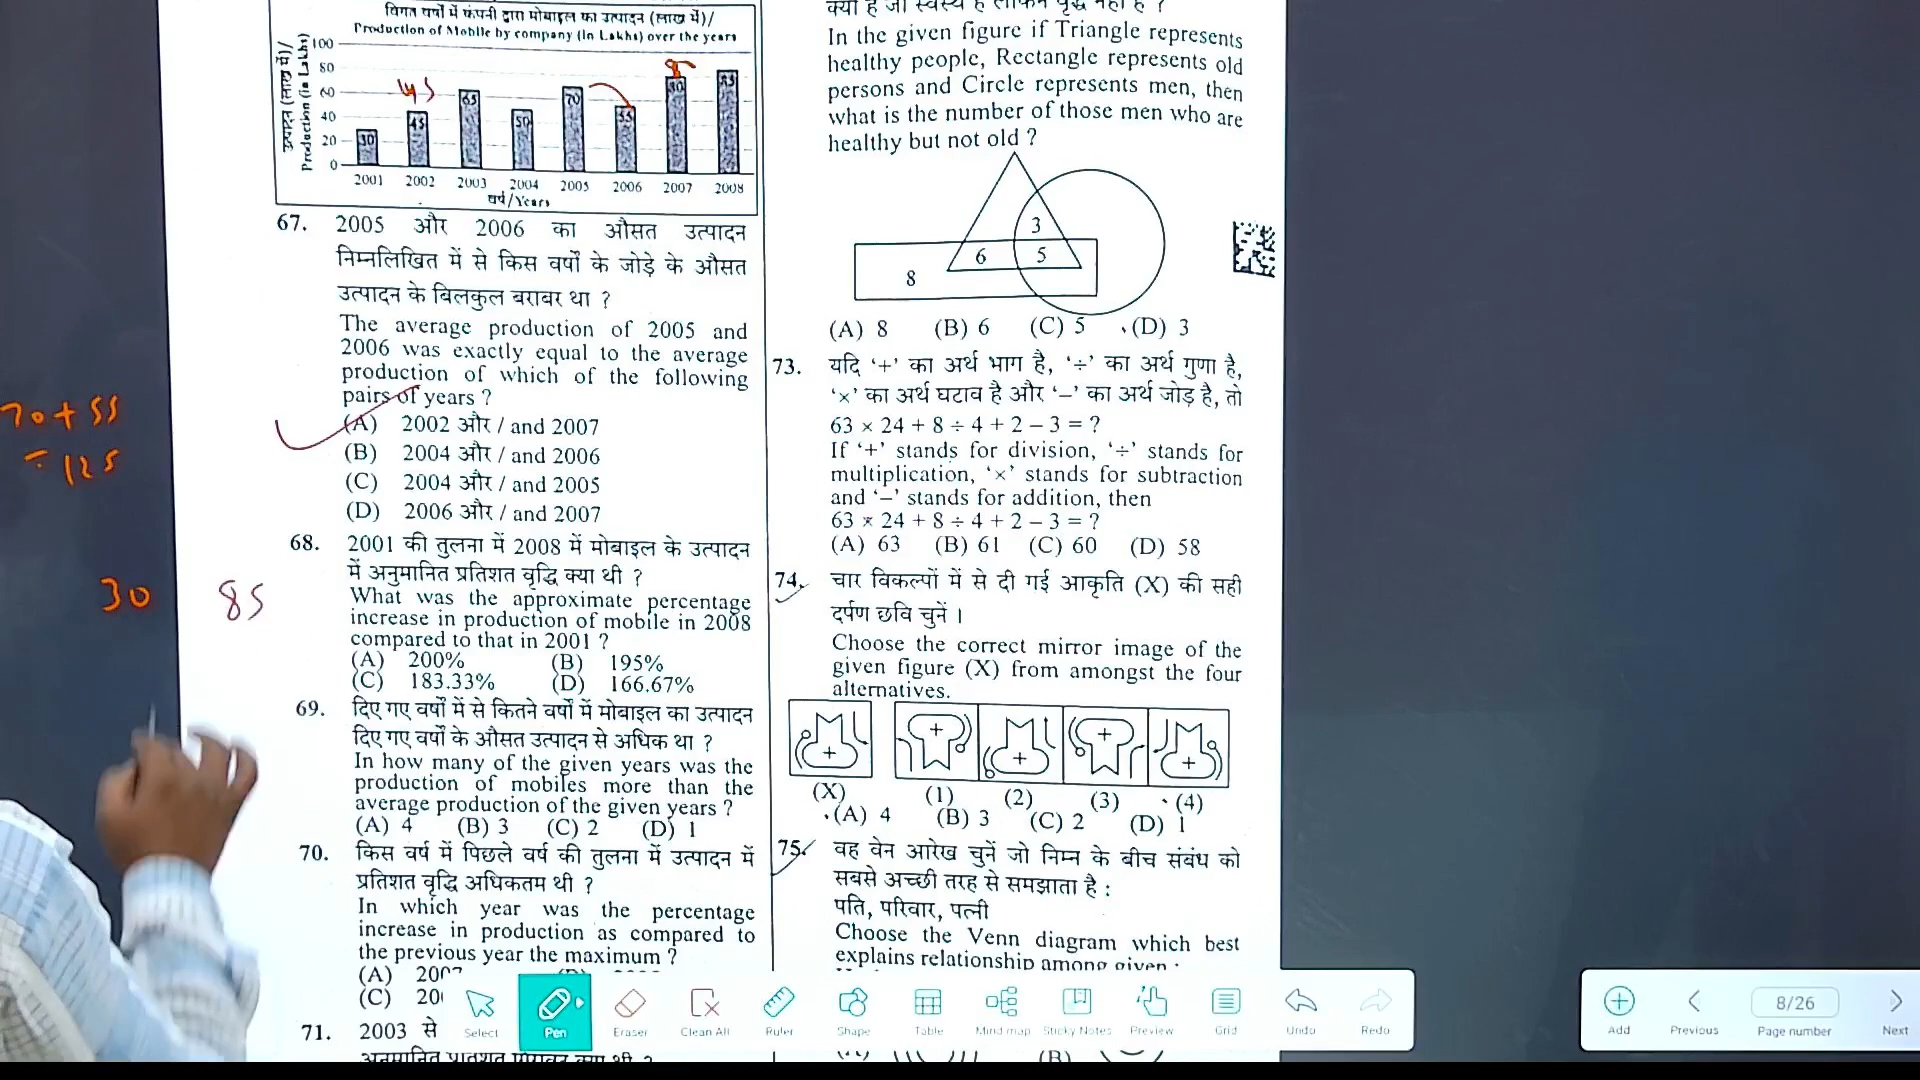 विगत वर्षों में कंपनी द्वारा मोबाइल का उत्पादन (लाख में)/
Production of Mobile by company (in Lakhs) over the years
उत्पादन (लाख में)/
Production (in Lakhs)
100
80
60
40
20
0
30
45
65
50
70
55
80
85
45
2001 2002 2003 2004 2005 2006 2007 2008
वर्ष/Years
67. 2005 और 2006 का औसत उत्पादन
निम्नलिखित में से किस वर्षों के जोड़े के औसत
उत्पादन के बिलकुल बराबर था ?
The average production of 2005 and
2006 was exactly equal to the average
production of which of the following
pairs of years ?
(A) 2002 और / and 2007
(B) 2004 और / and 2006
(C) 2004 और / and 2005
(D) 2006 और / and 2007
70 + 55
= 125
68. 2001 की तुलना में 2008 में मोबाइल के उत्पादन
में अनुमानित प्रतिशत वृद्धि क्या थी ?
What was the approximate percentage
increase in production of mobile in 2008
compared to that in 2001 ?
(A) 200% (B) 195%
(C) 183.33% (D) 166.67%
30 85
69. दिए गए वर्षों में से कितने वर्षों में मोबाइल का उत्पादन
दिए गए वर्षों के औसत उत्पादन से अधिक था ?
In how many of the given years was the
production of mobiles more than the
average production of the given years ?
(A) 4 (B) 3 (C) 2 (D) 1
70. किस वर्ष में पिछले वर्ष की तुलना में उत्पादन में
प्रतिशत वृद्धि अधिकतम थी ?
In which year was the percentage
increase in production as compared to
the previous year the maximum ?
(A)
(C)
71. 2003 से
क्या है जो स्वस्थ हैं लेकिन वृद्ध नहीं हैं ?
In the given figure if Triangle represents
healthy people, Rectangle represents old
persons and Circle represents men, then
what is the number of those men who are
healthy but not old ?
3
6 5
8
(A) 8 (B) 6 (C) 5 (D) 3
73. यदि ‘+’ का अर्थ भाग है, ‘÷’ का अर्थ गुणा है,
‘×’ का अर्थ घटाव है और ‘–’ का अर्थ जोड़ है, तो
63 × 24 + 8 ÷ 4 + 2 – 3 = ?
If ‘+’ stands for division, ‘÷’ stands for
multiplication, ‘×’ stands for subtraction
and ‘–’ stands for addition, then
63 × 24 + 8 ÷ 4 + 2 – 3 = ?
(A) 63 (B) 61 (C) 60 (D) 58
74. चार विकल्पों में से दी गई आकृति (X) की सही
दर्पण छवि चुनें ।
Choose the correct mirror image of the
given figure (X) from amongst the four
alternatives.
(X) (1) (2) (3) (4)
(A) 4 (B) 3 (C) 2 (D) 1
75. वह वेन आरेख चुनें जो निम्न के बीच संबंध को
सबसे अच्छी तरह से समझाता है :
पति, परिवार, पत्नी
Choose the Venn diagram which best
explains relationship among given :
(B)
Select Pen Eraser Clean All Ruler Shape Table Mind map Sticky Notes Preview Grid Undo Redo
Add Previous 8/26 Page number Next